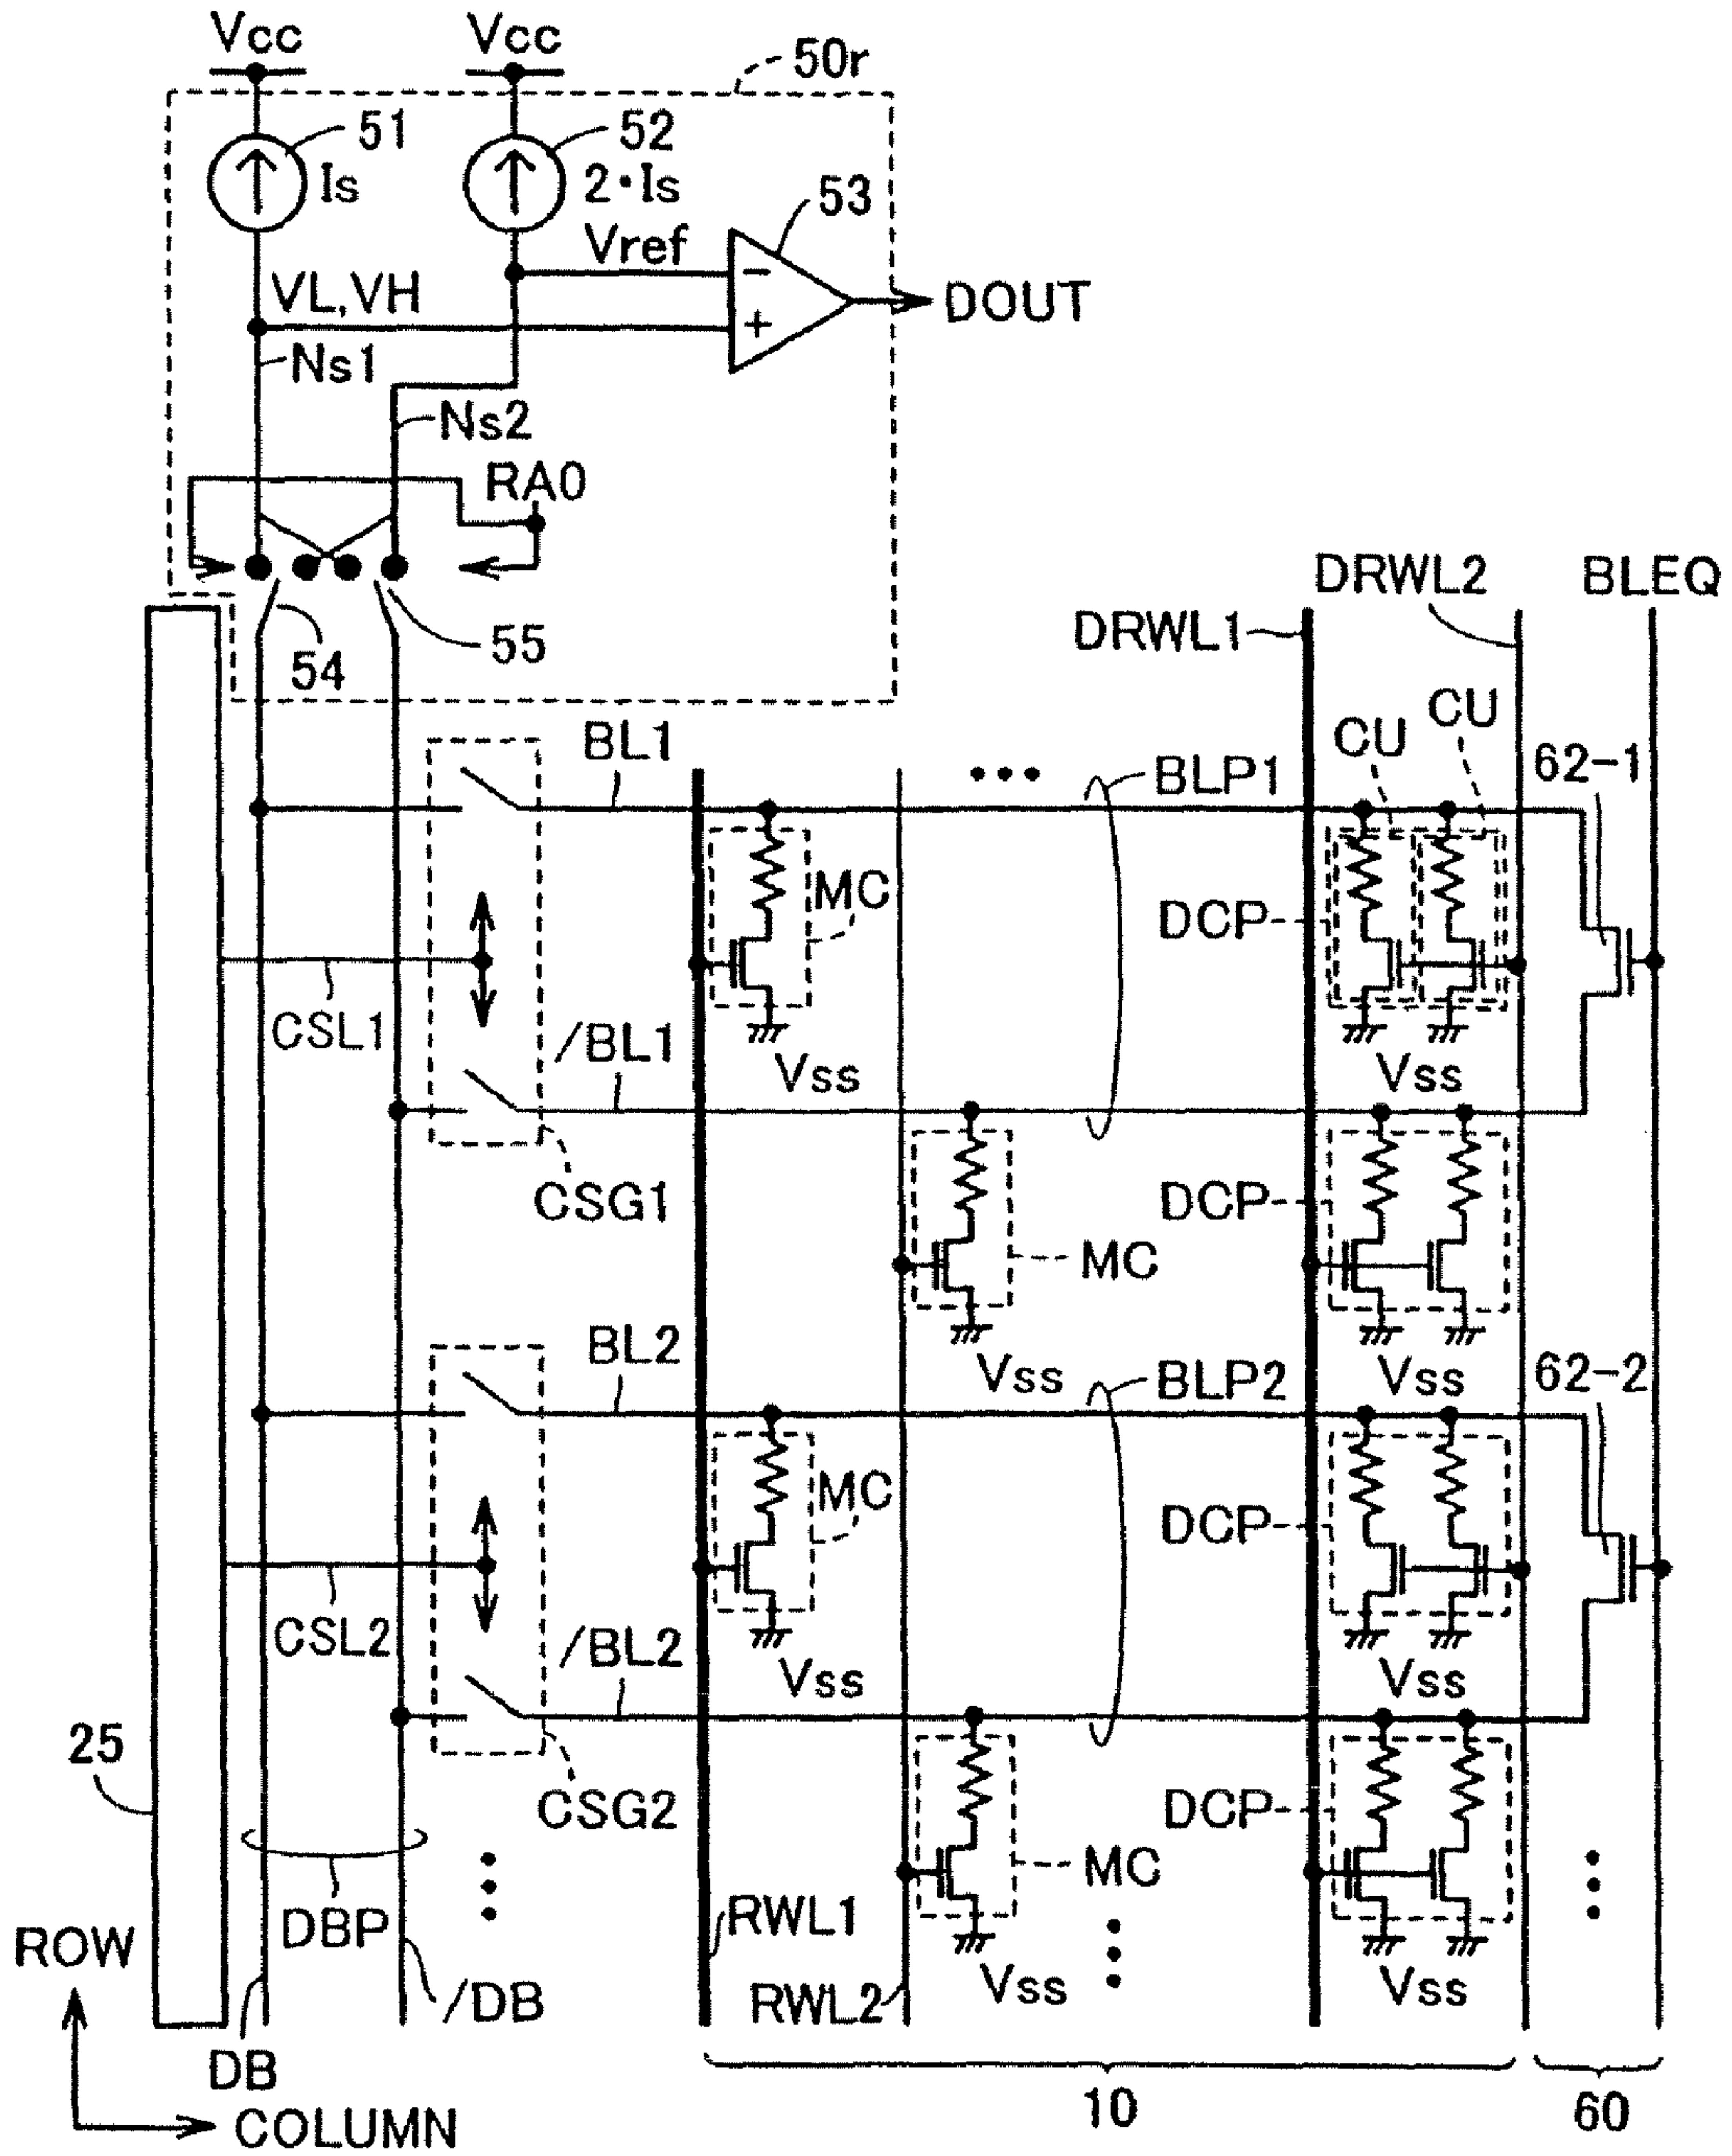 Vcc
Vcc
50r
51
52
Is
2・Is
53
Vref
−
VL,VH
+
DOUT
Ns1
Ns2
RA0
DRWL2
BLEQ
DRWL1
54
55
CU
CU
BL1
BLP1
62-1
MC
DCP
CSL1
/BL1
Vss
Vss
CSG1
DCP
MC
BL2
Vss
BLP2
Vss
62-2
MC
DCP
CSL2
/BL2
Vss
Vss
25
CSG2
DCP
MC
DBP
RWL1
ROW
/DB
RWL2
Vss
Vss
DB
COLUMN
10
60